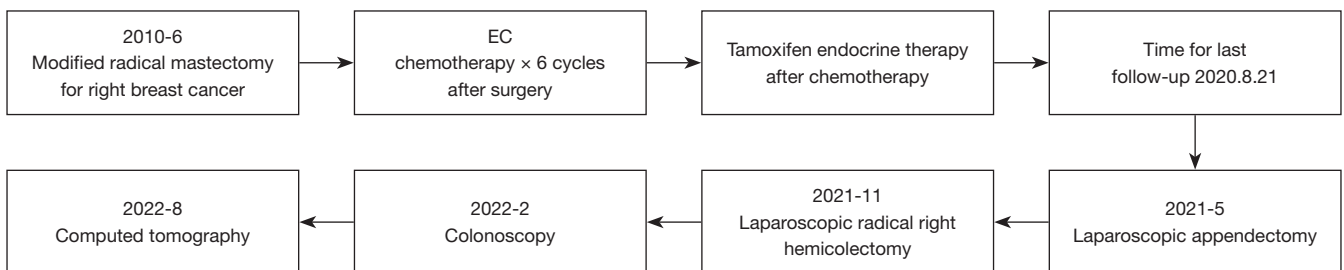 2010-6
Modified radical mastectomy
for right breast cancer
EC
chemotherapy × 6 cycles
after surgery
Tamoxifen endocrine therapy
after chemotherapy
Time for last
follow-up 2020.8.21
2021-5
Laparoscopic appendectomy
2021-11
Laparoscopic radical right
hemicolectomy
2022-2
Colonoscopy
2022-8
Computed tomography